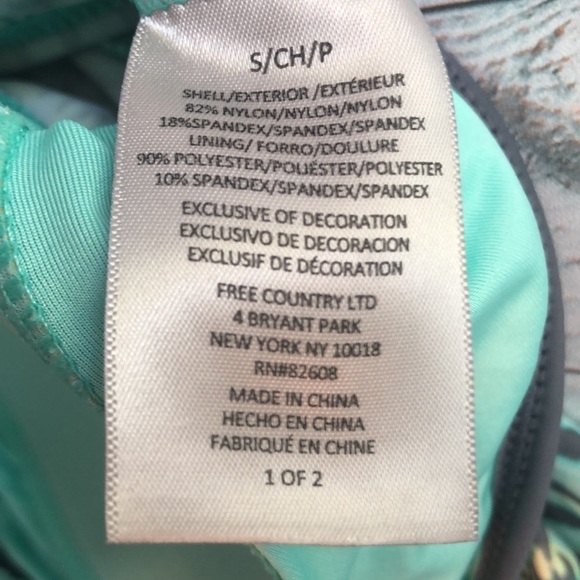 S/CH/P
SHELL/EXTERIOR /EXTÉRIEUR
82% NYLON/NYLON/NYLON
18%SPANDEX/SPANDEX/SPANDEX
LINING/ FORRO/DOULURE
90% POLYESTER/POLIÉSTER/POLYESTER
10% SPANDEX/SPANDEX/SPANDEX
EXCLUSIVE OF DECORATION
EXCLUSIVO DE DECORACION
EXCLUSIF DE DÉCORATION
FREE COUNTRY LTD
4 BRYANT PARK
NEW YORK NY 10018
RN#82608
MADE IN CHINA
HECHO EN CHINA
FABRIQUÉ EN CHINE
1 OF 2